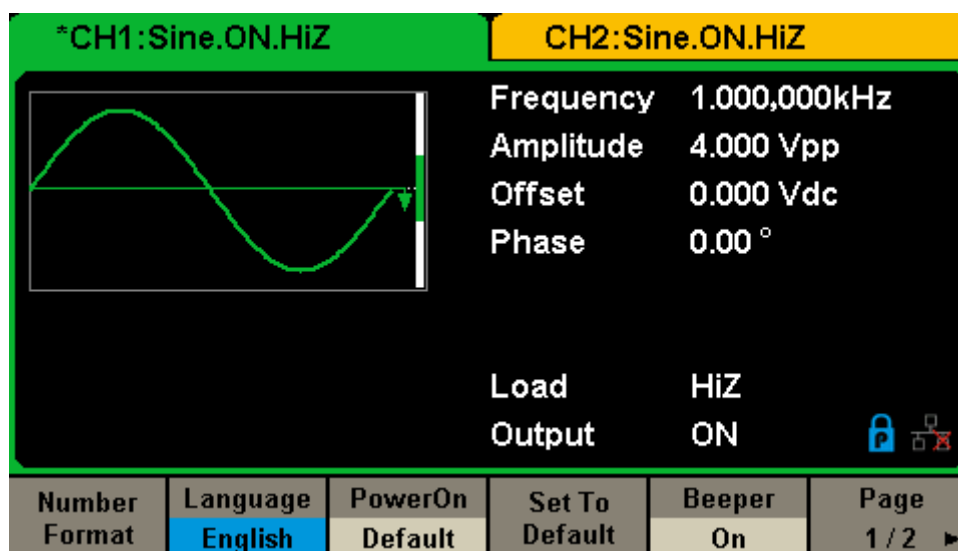 *CH1:Sine.ON.HiZ
CH2:Sine.ON.HiZ
Frequency 1.000,000kHz
Amplitude 4.000 Vpp
Offset 0.000 Vdc
Phase 0.00 °
Load HiZ
Output ON
P
Number Format
Language English
PowerOn Default
Set To Default
Beeper On
Page 1/2 ►